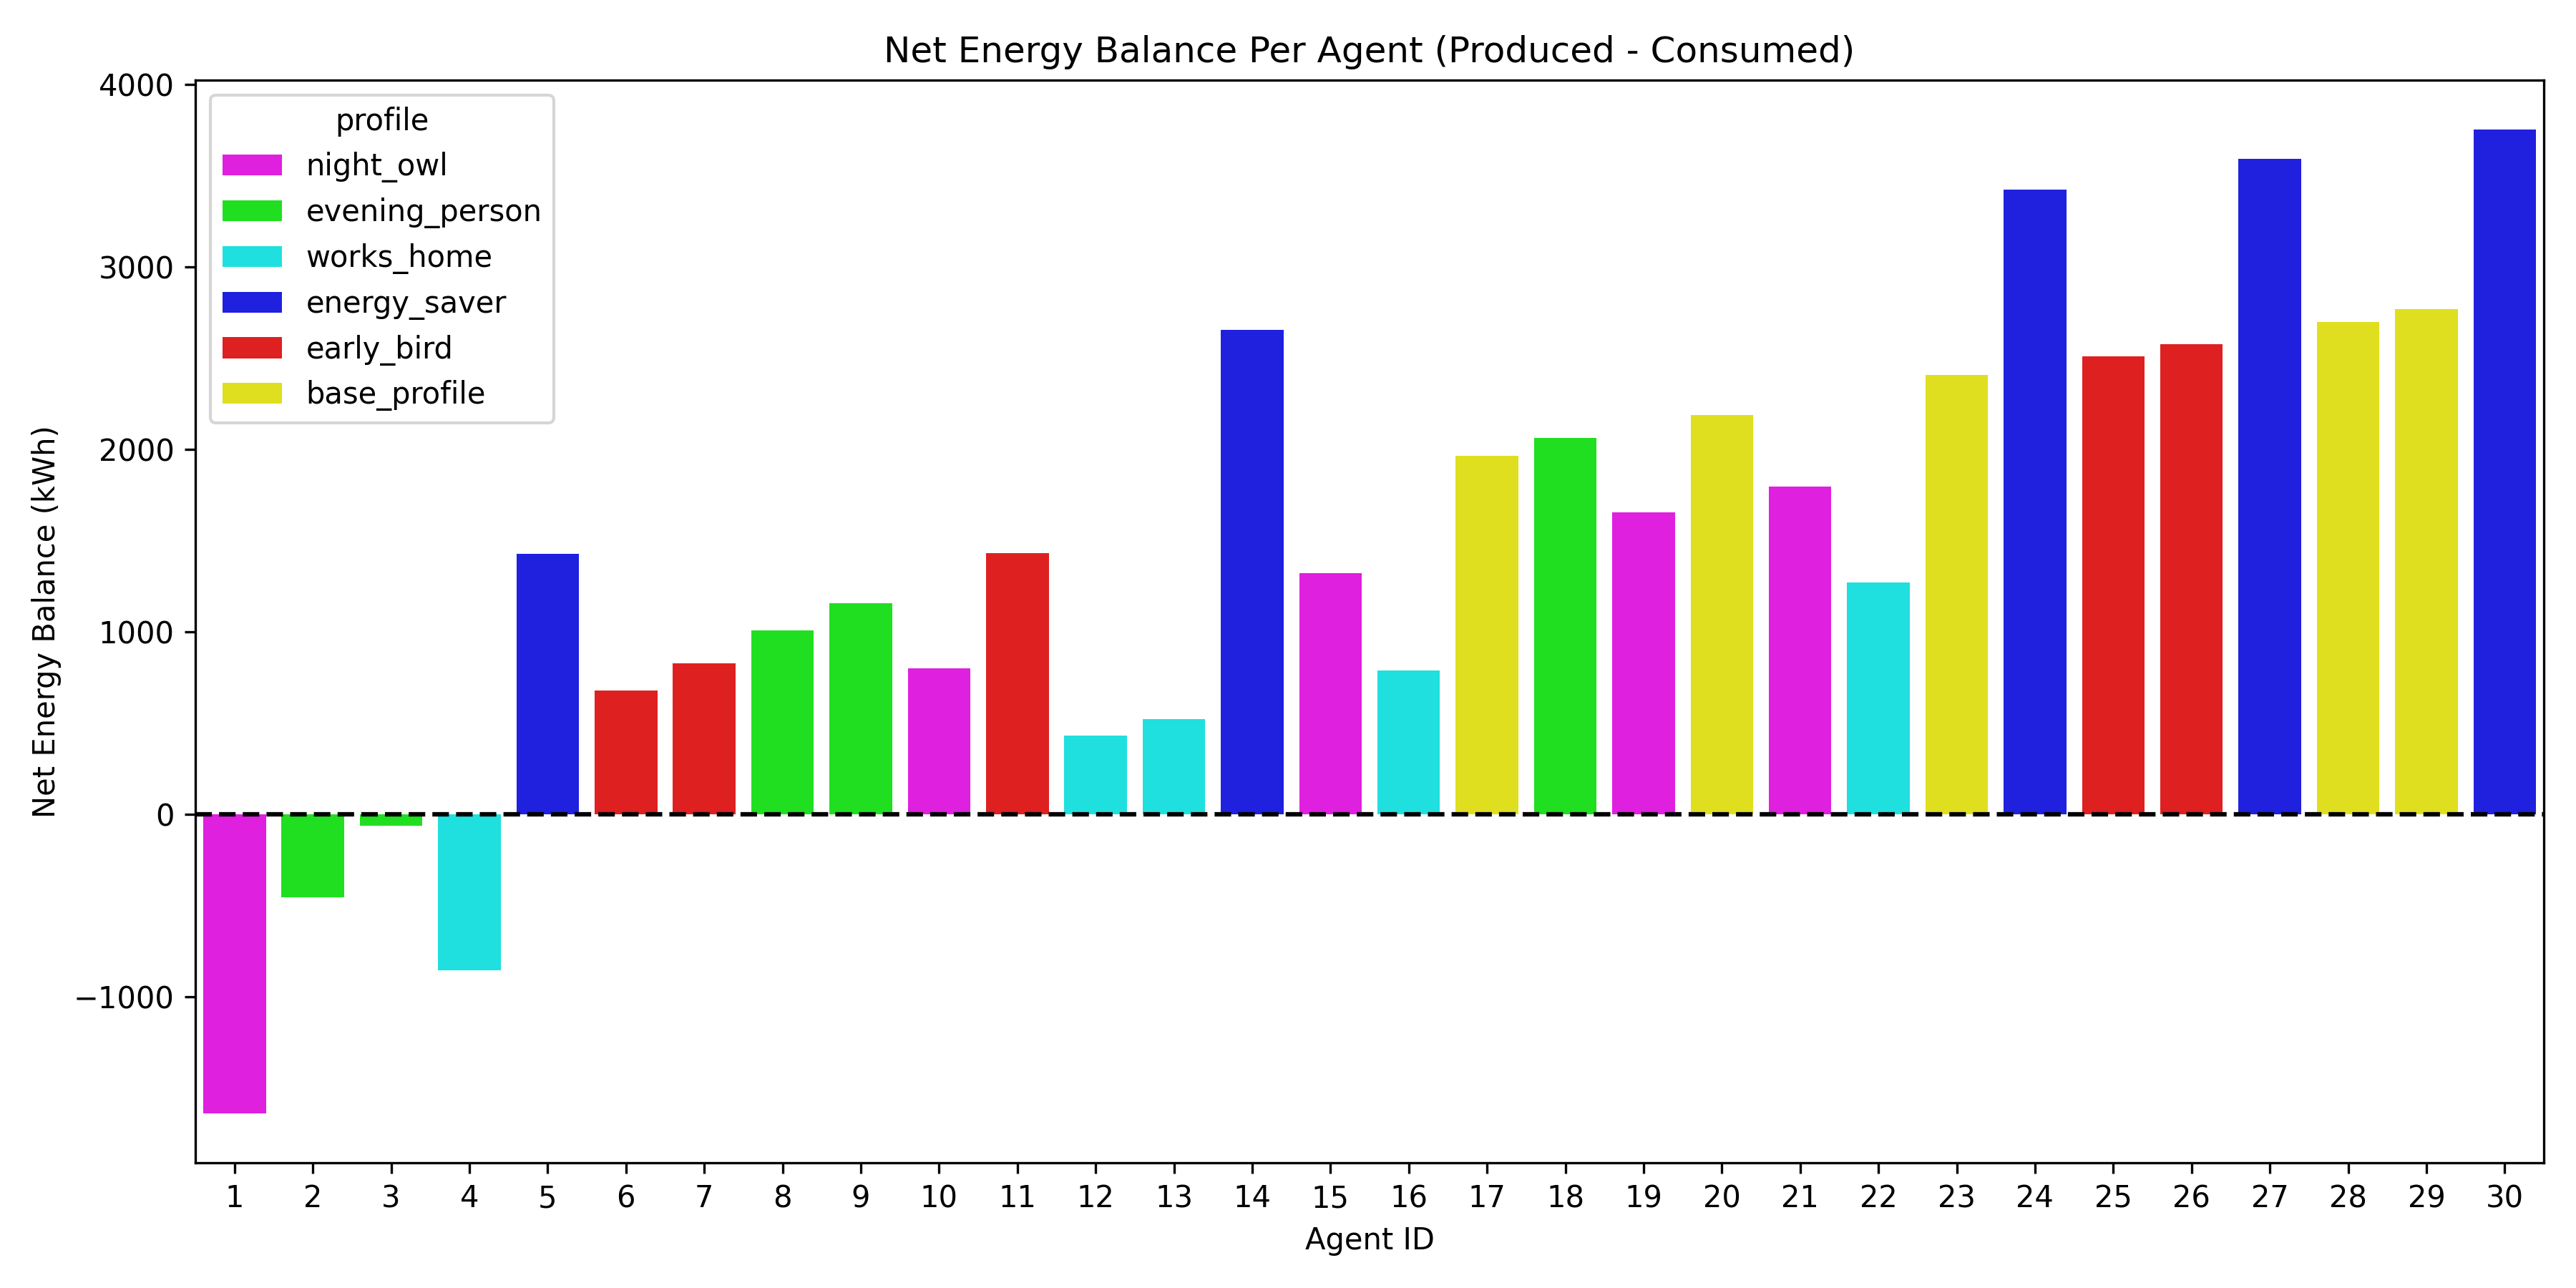 Net Energy Balance Per Agent (Produced - Consumed)
4000
3000
2000
1000
0
−1000
Net Energy Balance (kWh)
profile
night_owl
evening_person
works_home
energy_saver
early_bird
base_profile
1 2 3 4 5 6 7 8 9 10 11 12 13 14 15 16 17 18 19 20 21 22 23 24 25 26 27 28 29 30
Agent ID